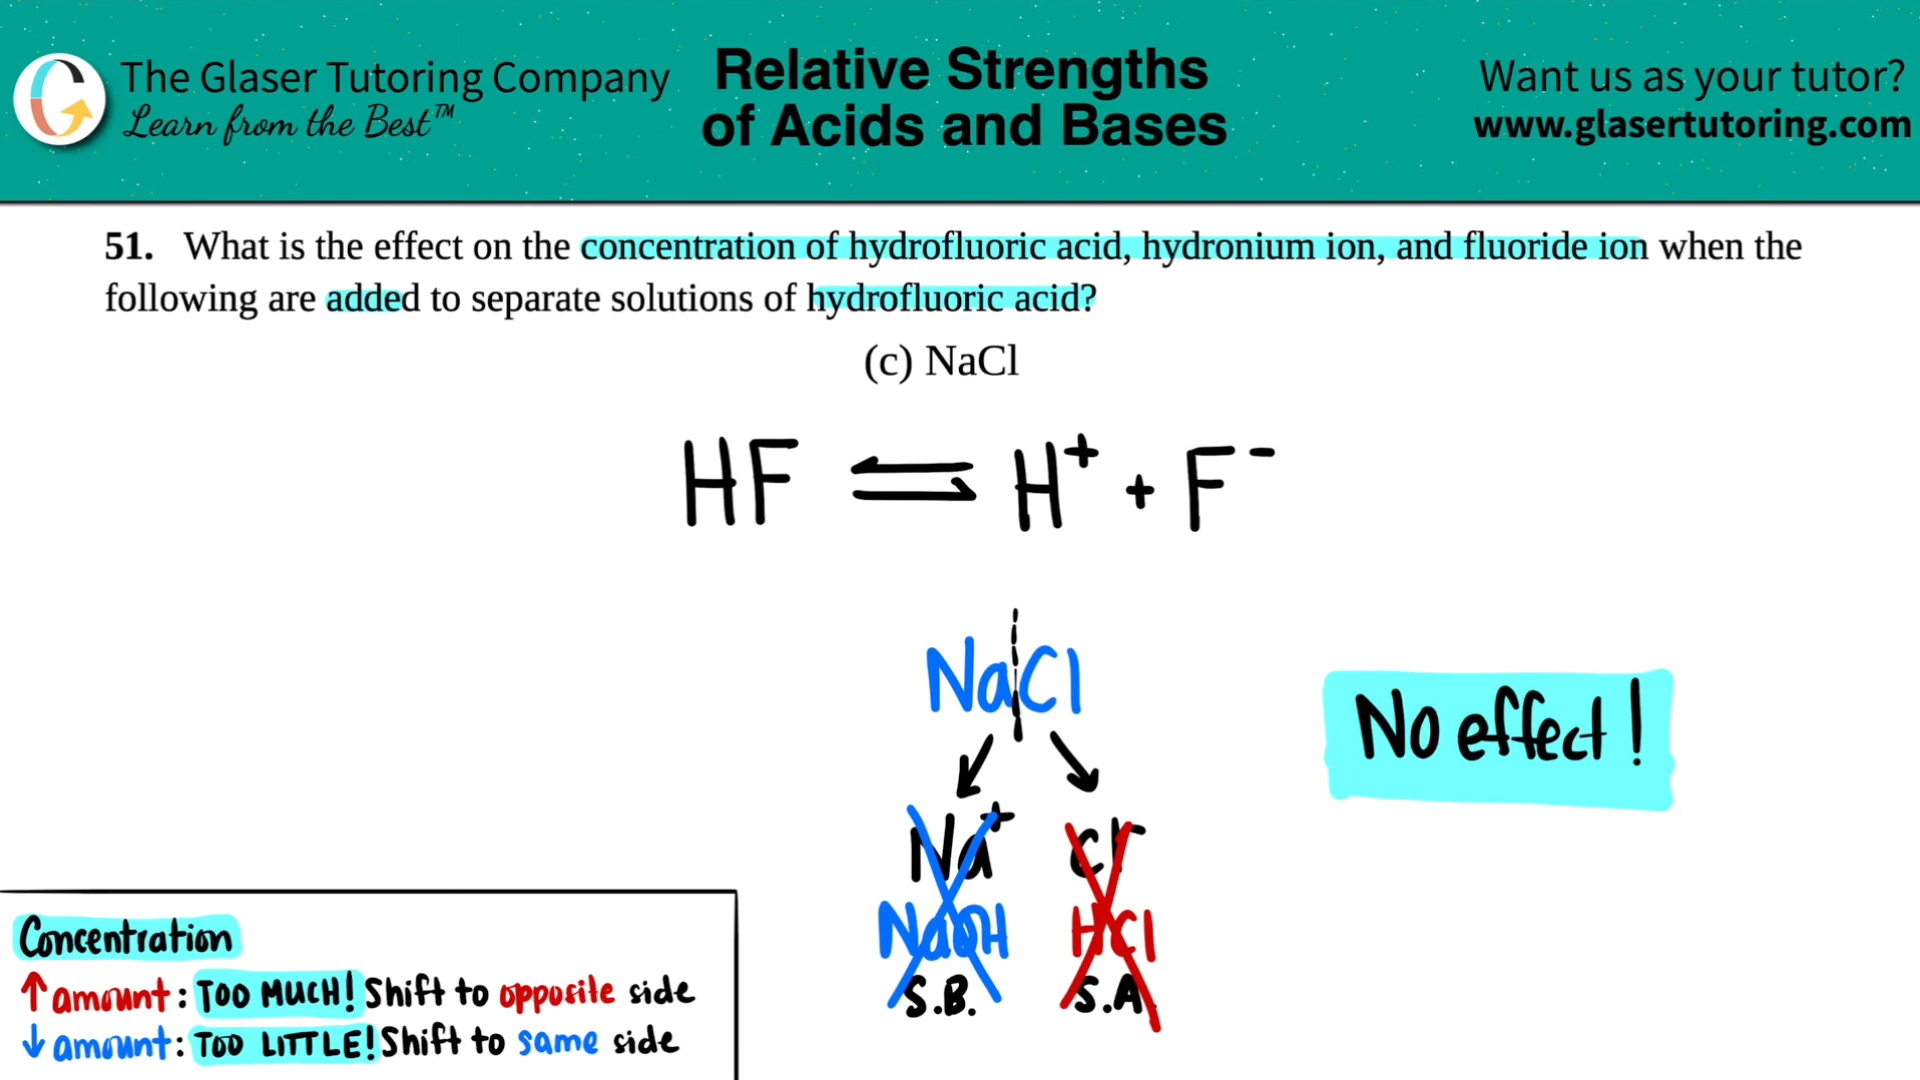 The Glaser Tutoring Company
Learn from the Best™
Relative Strengths
of Acids and Bases
Want us as your tutor?
www.glasertutoring.com
51. What is the effect on the concentration of hydrofluoric acid, hydronium ion, and fluoride ion when the
following are added to separate solutions of hydrofluoric acid?
(c) NaCl
HF ⇌ H⁺ + F⁻
NaCl
No effect!
Na⁺ Cl⁻
NaOH HCl
S.B. S.A.
Concentration
↑ amount: TOO MUCH! Shift to opposite side
↓ amount: TOO LITTLE! Shift to same side